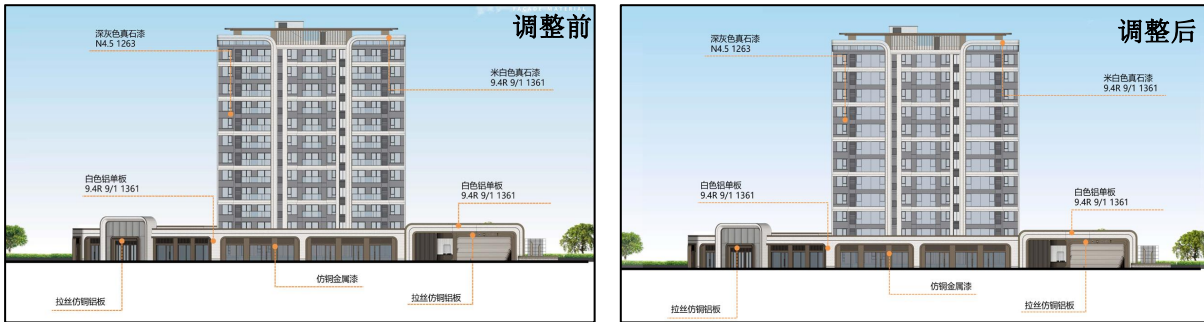 调整前
深灰色真石漆
N4.5 1263
米白色真石漆
9.4R 9/1 1361
白色铝单板
9.4R 9/1 1361
白色铝单板
9.4R 9/1 1361
仿铜金属漆
拉丝仿铜铝板
拉丝仿铜铝板
调整后
深灰色真石漆
N4.5 1263
米白色真石漆
9.4R 9/1 1361
白色铝单板
9.4R 9/1 1361
白色铝单板
9.4R 9/1 1361
仿铜金属漆
拉丝仿铜铝板
拉丝仿铜铝板